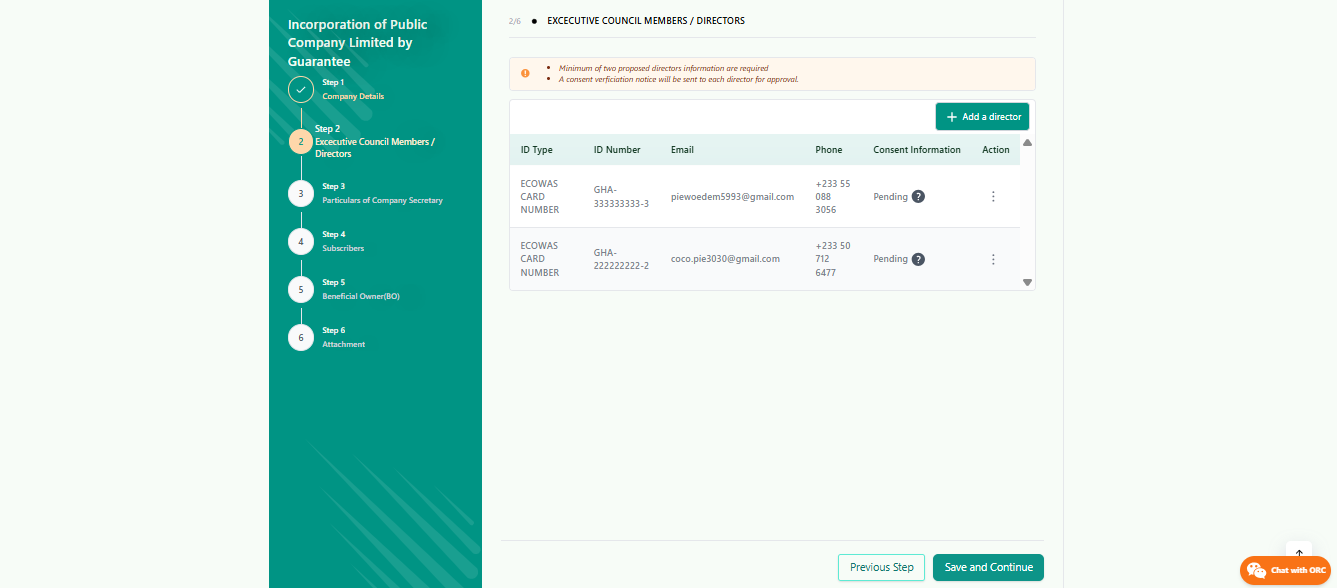 Incorporation of Public
Company Limited by
Guarantee
Step 1
Company Details
2
Step 2
Excecutive Council Members /
Directors
3
Step 3
Particulars of Company Secretary
4
Step 4
Subscribers
5
Step 5
Beneficial Owner(BO)
6
Step 6
Attachment
2/6 ● EXCECUTIVE COUNCIL MEMBERS / DIRECTORS
• Minimum of two proposed directors information are required
• A consent verficiation notice will be sent to each director for approval.
+ Add a director
ID Type ID Number Email Phone Consent Information Action
ECOWAS
CARD
NUMBER
GHA-
333333333-3
piewoedem5993@gmail.com
+233 55
088
3056
Pending ?
ECOWAS
CARD
NUMBER
GHA-
222222222-2
coco.pie3030@gmail.com
+233 50
712
6477
Pending ?
Previous Step
Save and Continue
Chat with ORC